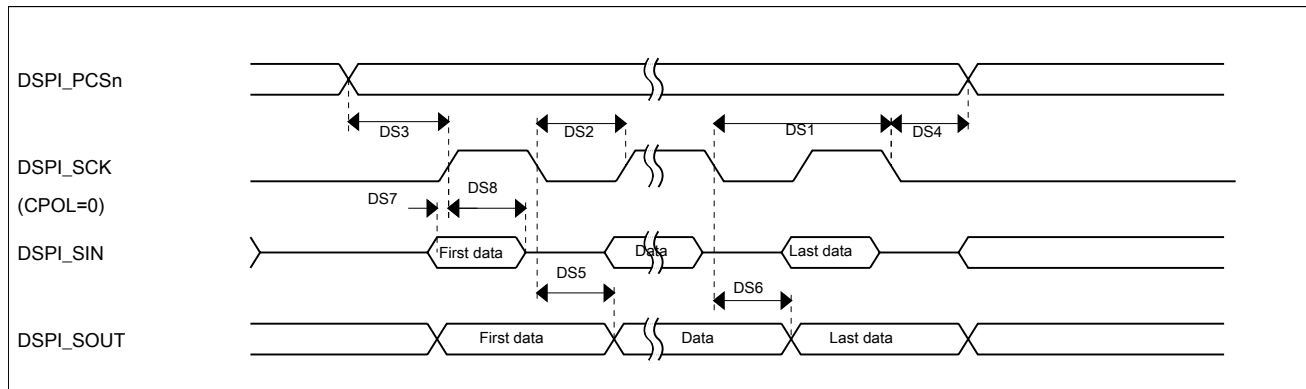 DSPI_PCSn
DS3
DS2
DS1
DS4
DSPI_SCK
(CPOL=0)
DS7
DS8
DSPI_SIN
First data
Data
Last data
DS5
DS6
DSPI_SOUT
First data
Data
Last data